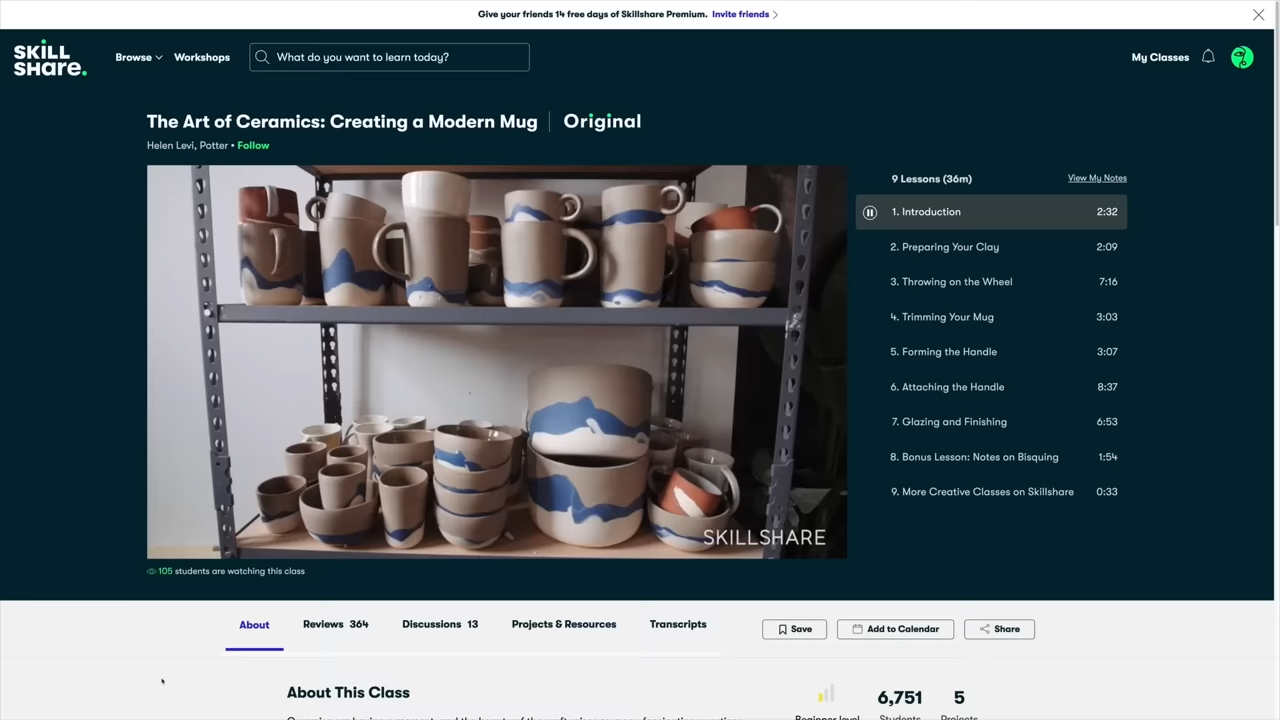 Give your friends 14 free days of Skillshare Premium. Invite friends
SKILL
SHare.
Browse Workshops What do you want to learn today? My Classes
The Art of Ceramics: Creating a Modern Mug Original
Helen Levi, Potter • Follow
9 Lessons (36m) View My Notes
1. Introduction 2:32
2. Preparing Your Clay 2:09
3. Throwing on the Wheel 7:16
4. Trimming Your Mug 3:03
5. Forming the Handle 3:07
6. Attaching the Handle 8:37
7. Glazing and Finishing 6:53
8. Bonus Lesson: Notes on Bisquing 1:54
9. More Creative Classes on Skillshare 0:33
SKILLSHARE
105 students are watching this class
About Reviews 364 Discussions 13 Projects & Resources Transcripts Save Add to Calendar Share
About This Class 6,751 5
Beginner level Students Projects